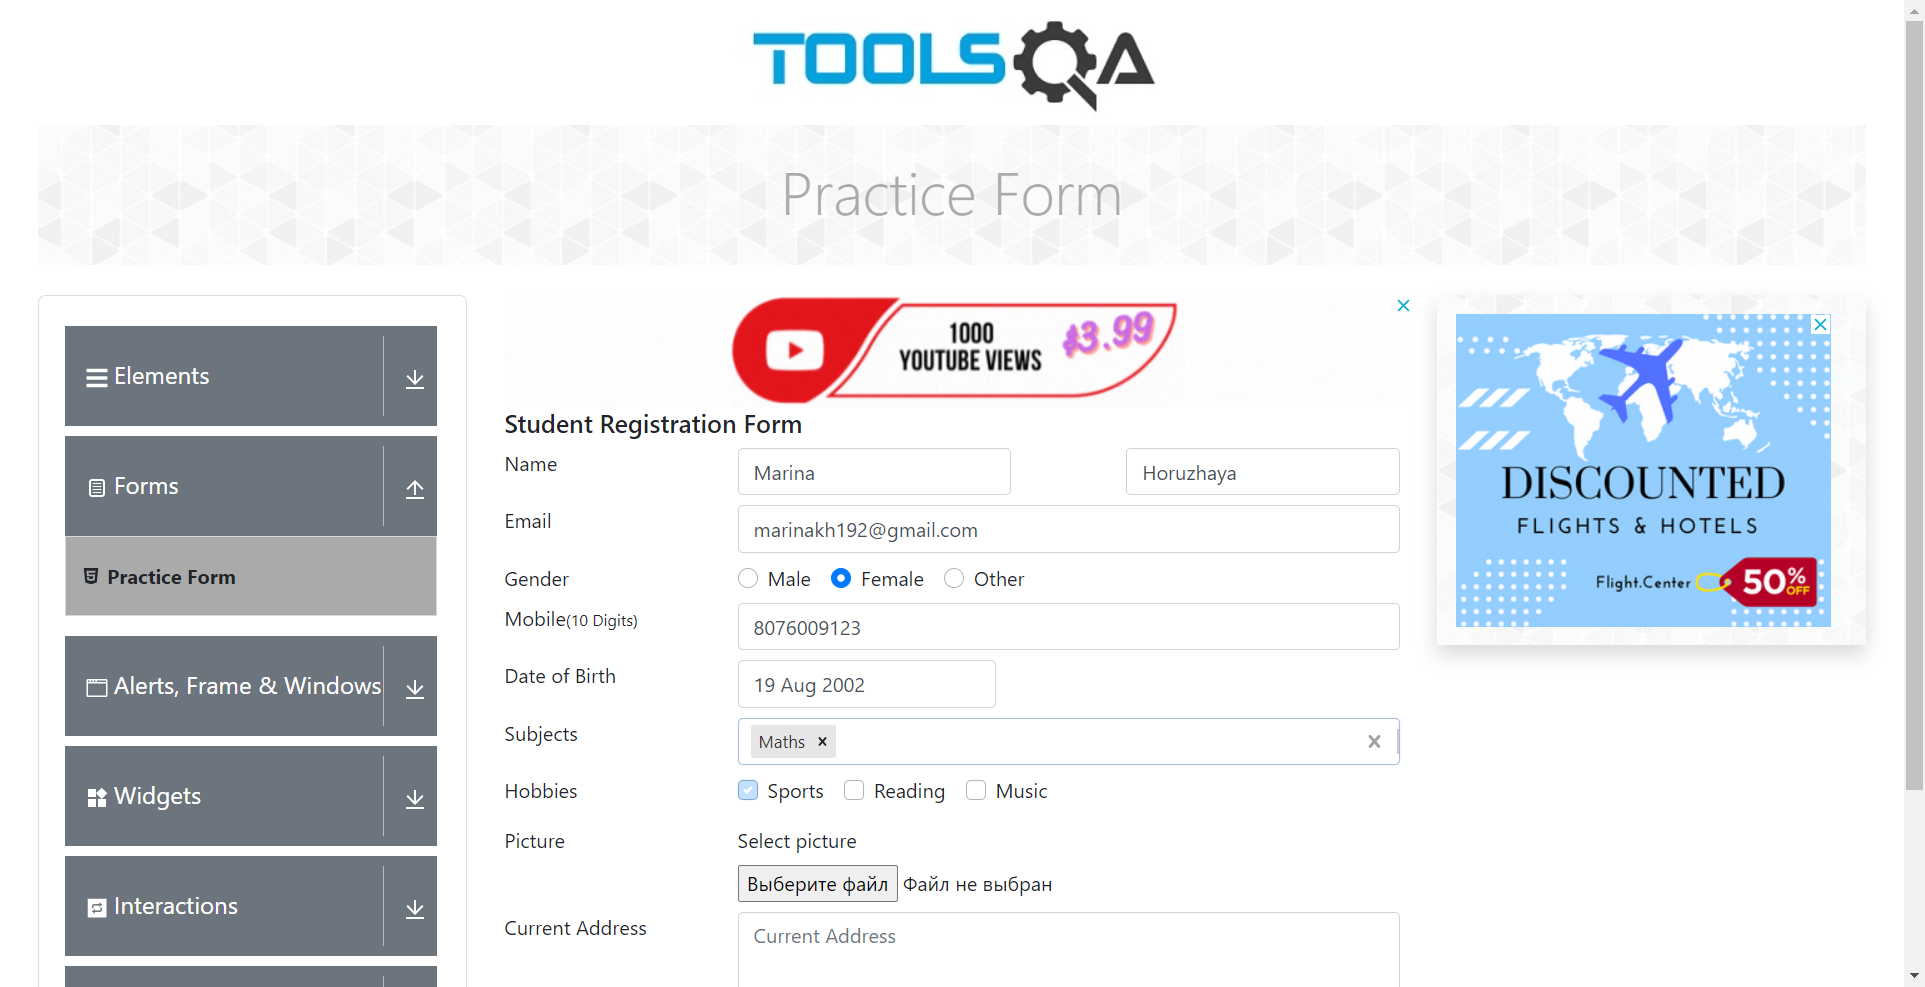 TOOLSQA
Practice Form
Elements
Forms
Practice Form
Alerts, Frame & Windows
Widgets
Interactions
1000
YOUTUBE VIEWS
$3.99
Student Registration Form
Name
Marina
Horuzhaya
Email
marinakh192@gmail.com
Gender
Male
Female
Other
Mobile(10 Digits)
8076009123
Date of Birth
19 Aug 2002
Subjects
Maths
Hobbies
Sports
Reading
Music
Picture
Select picture
Выберите файл Файл не выбран
Current Address
Current Address
DISCOUNTED
FLIGHTS & HOTELS
Flight.Center
50% OFF